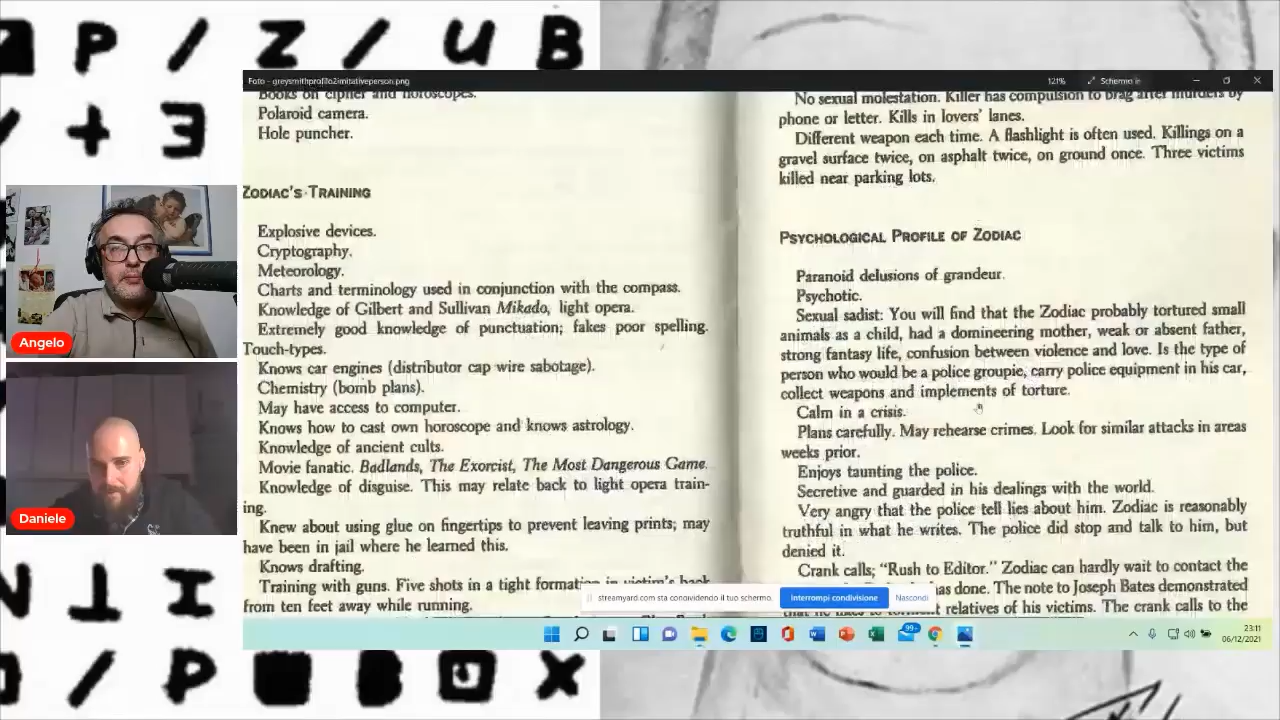 P / Z / U B
+ Ǝ
Foto - greysmithprofilo2imitativeperson.png
121%
Books on cipher and horoscopes.
Polaroid camera.
Hole puncher.
ZODIAC'S TRAINING
Explosive devices.
Cryptography.
Meteorology.
Charts and terminology used in conjunction with the compass.
Knowledge of Gilbert and Sullivan Mikado, light opera.
Extremely good knowledge of punctuation; fakes poor spelling.
Touch-types.
Knows car engines (distributor cap wire sabotage).
Chemistry (bomb plans).
May have access to computer.
Knows how to cast own horoscope and knows astrology.
Knowledge of ancient cults.
Movie fanatic. Badlands, The Exorcist, The Most Dangerous Game.
Knowledge of disguise. This may relate back to light opera train-
ing.
Knew about using glue on fingertips to prevent leaving prints; may
have been in jail where he learned this.
Knows drafting.
Training with guns. Five shots in a tight formation in victim's back
from ten feet away while running.
No sexual molestation. Killer has compulsion to brag after murders by
phone or letter. Kills in lovers' lanes.
Different weapon each time. A flashlight is often used. Killings on a
gravel surface twice, on asphalt twice, on ground once. Three victims
killed near parking lots.
PSYCHOLOGICAL PROFILE OF ZODIAC
Paranoid delusions of grandeur.
Psychotic.
Sexual sadist: You will find that the Zodiac probably tortured small
animals as a child, had a domineering mother, weak or absent father,
strong fantasy life, confusion between violence and love. Is the type of
person who would be a police groupie, carry police equipment in his car,
collect weapons and implements of torture.
Calm in a crisis.
Plans carefully. May rehearse crimes. Look for similar attacks in areas
weeks prior.
Enjoys taunting the police.
Secretive and guarded in his dealings with the world.
Very angry that the police tell lies about him. Zodiac is reasonably
truthful in what he writes. The police did stop and talk to him, but
denied it.
Crank calls; "Rush to Editor." Zodiac can hardly wait to contact the
has done. The note to Joseph Bates demonstrated
relatives of his victims. The crank calls to the
streamyard.com sta condividendo il tuo schermo.
Interrompi condivisione
Nascondi
99+
23:11
06/12/2021
Angelo
Daniele
/ P